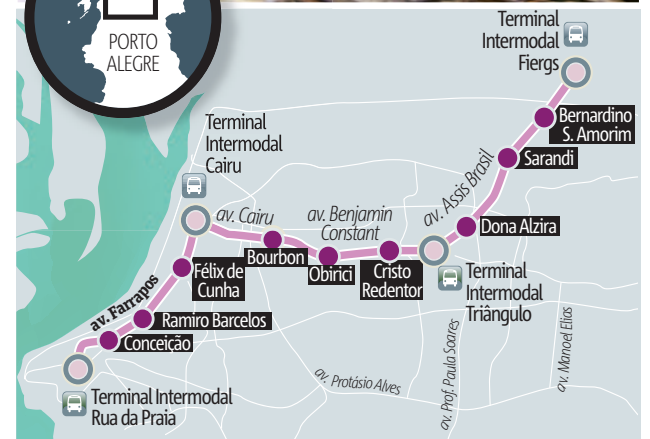 PORTO
ALEGRE
Terminal
Intermodal
Fiergs
Bernardino
S. Amorim
Sarandi
Terminal
Intermodal
Cairu
av. Assis Brasil
av. Cairu
av. Benjamin
Constant
Dona Alzira
Bourbon
Obirici
Cristo
Redentor
Félix de
Cunha
Terminal
Intermodal
Triângulo
av. Farrapos
Ramiro Barcelos
Conceição
av. Protásio Alves
av. Prof. Paula Soares
av. Manoel Elias
Terminal Intermodal
Rua da Praia